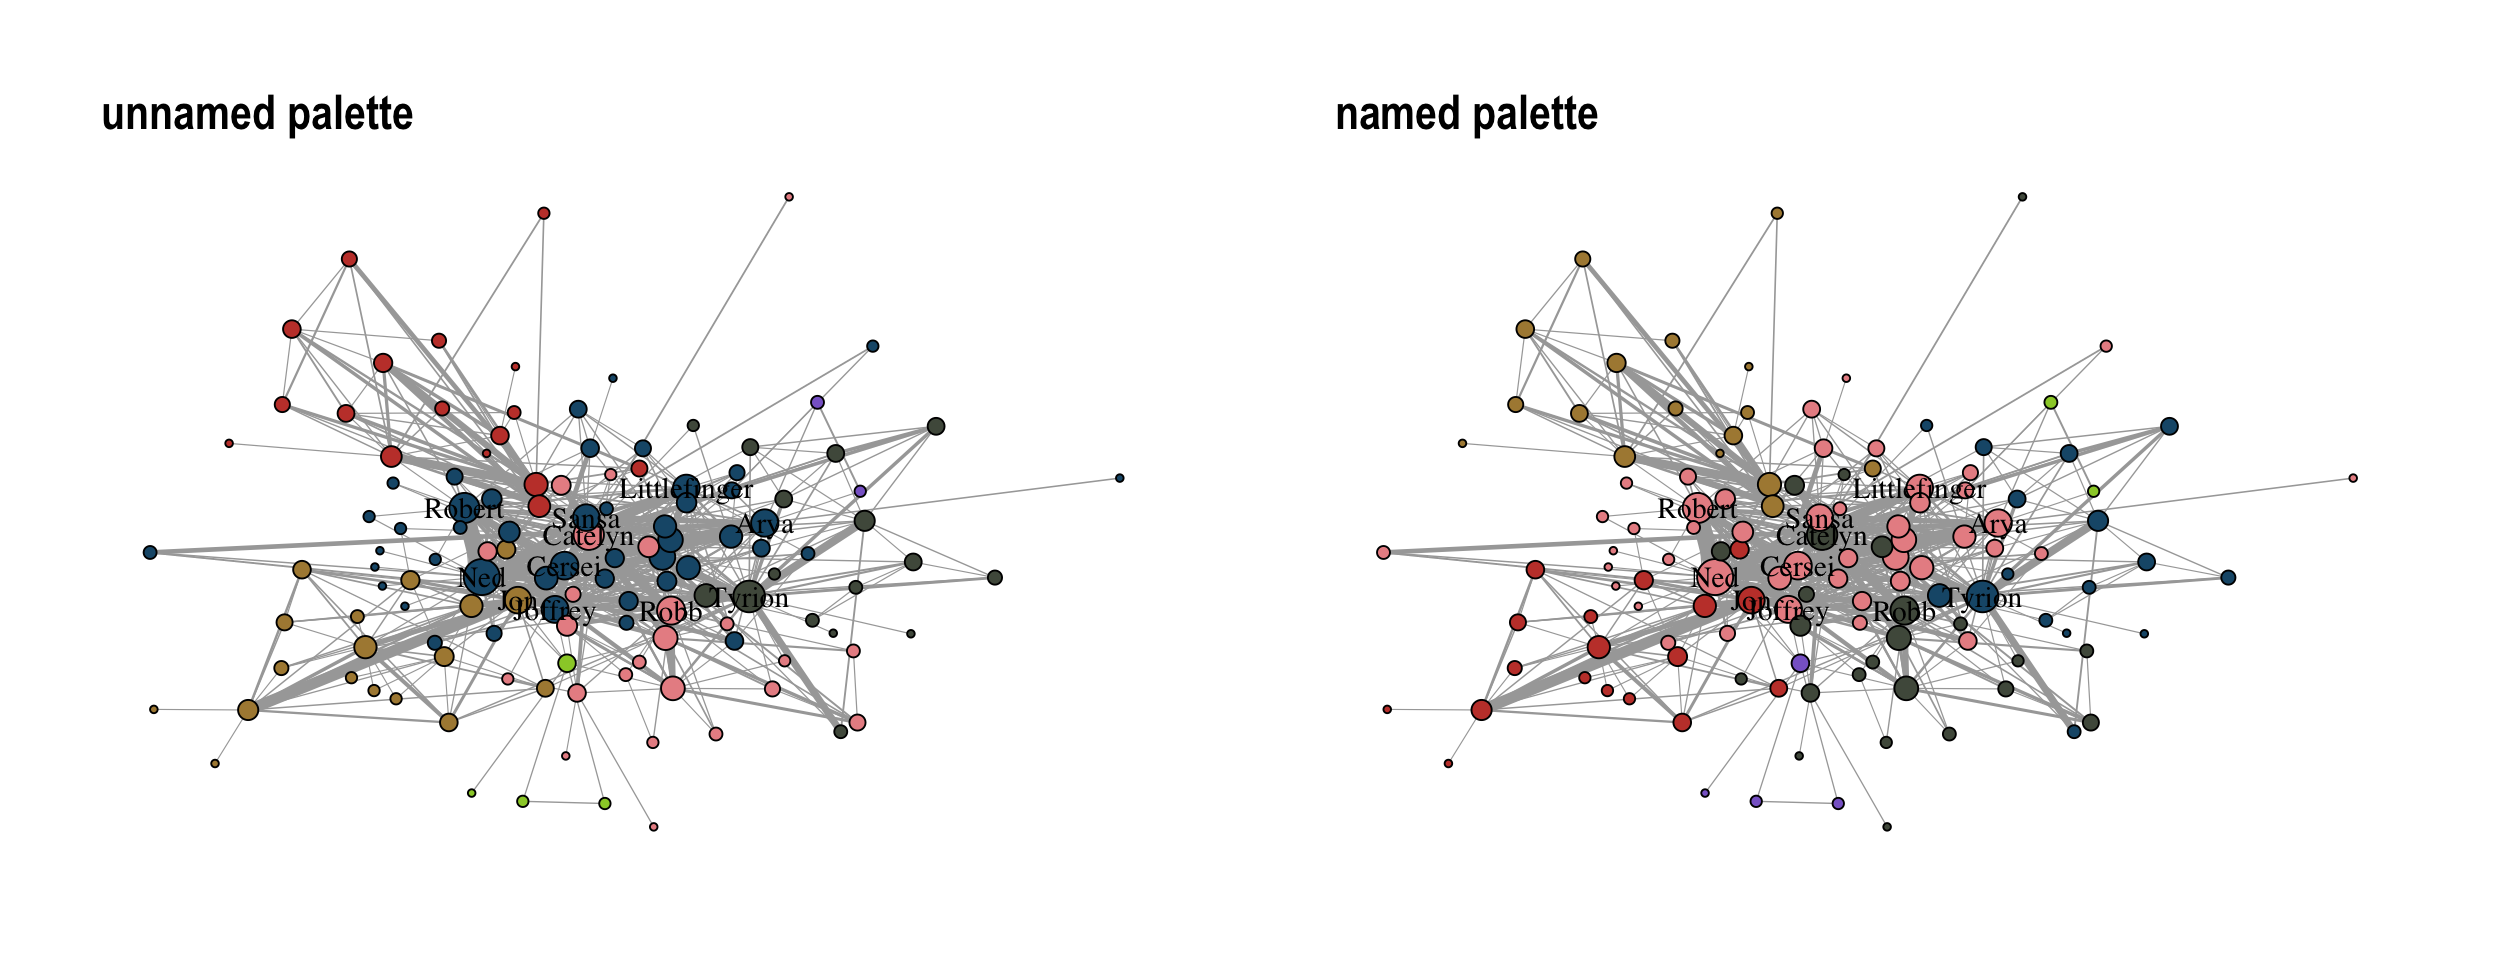 unnamed palette
named palette
Littlefinger
Robert
Sansa
Arya
Catelyn
Cersei
Ned
Jon
Joffrey
Robb
Tyrion
Littlefinger
Robert
Sansa
Arya
Catelyn
Cersei
Ned
Jon
Joffrey
Robb
Tyrion